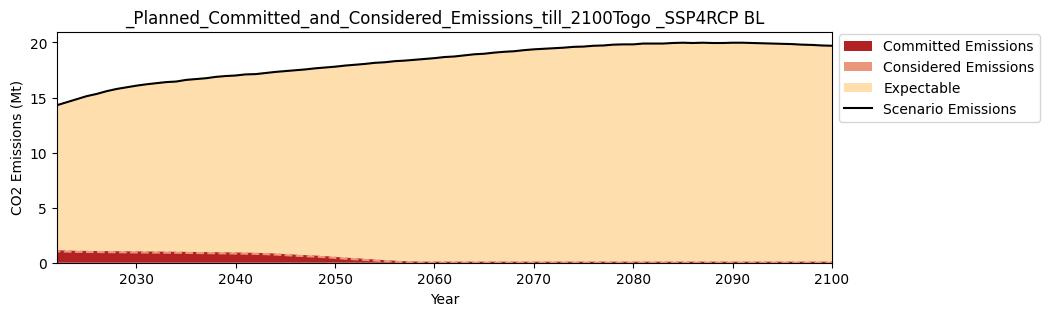 _Planned_Committed_and_Considered_Emissions_till_2100Togo _SSP4RCP BL
CO2 Emissions (Mt)
20
15
10
5
0
2030 2040 2050 2060 2070 2080 2090 2100
Year
Committed Emissions
Considered Emissions
Expectable
Scenario Emissions